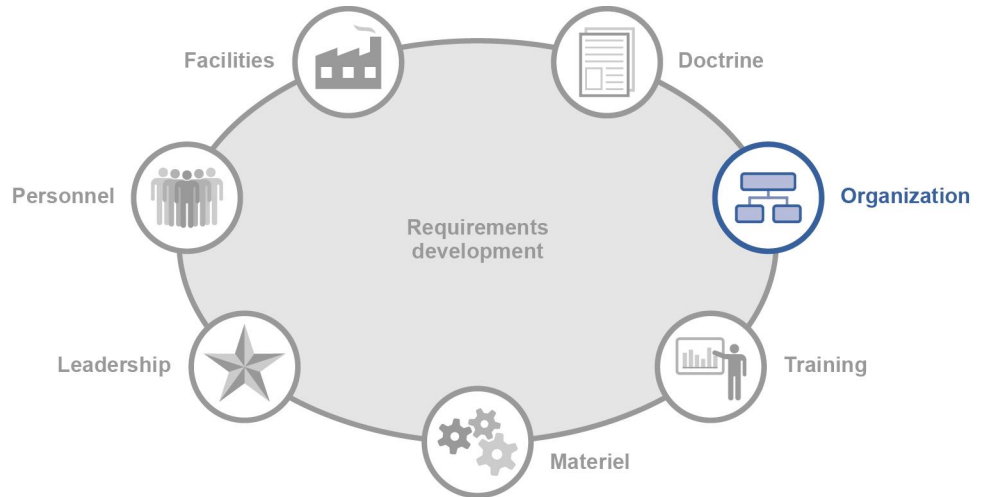 Facilities
Doctrine
Personnel
Organization
Requirements
development
Leadership
Training
Materiel